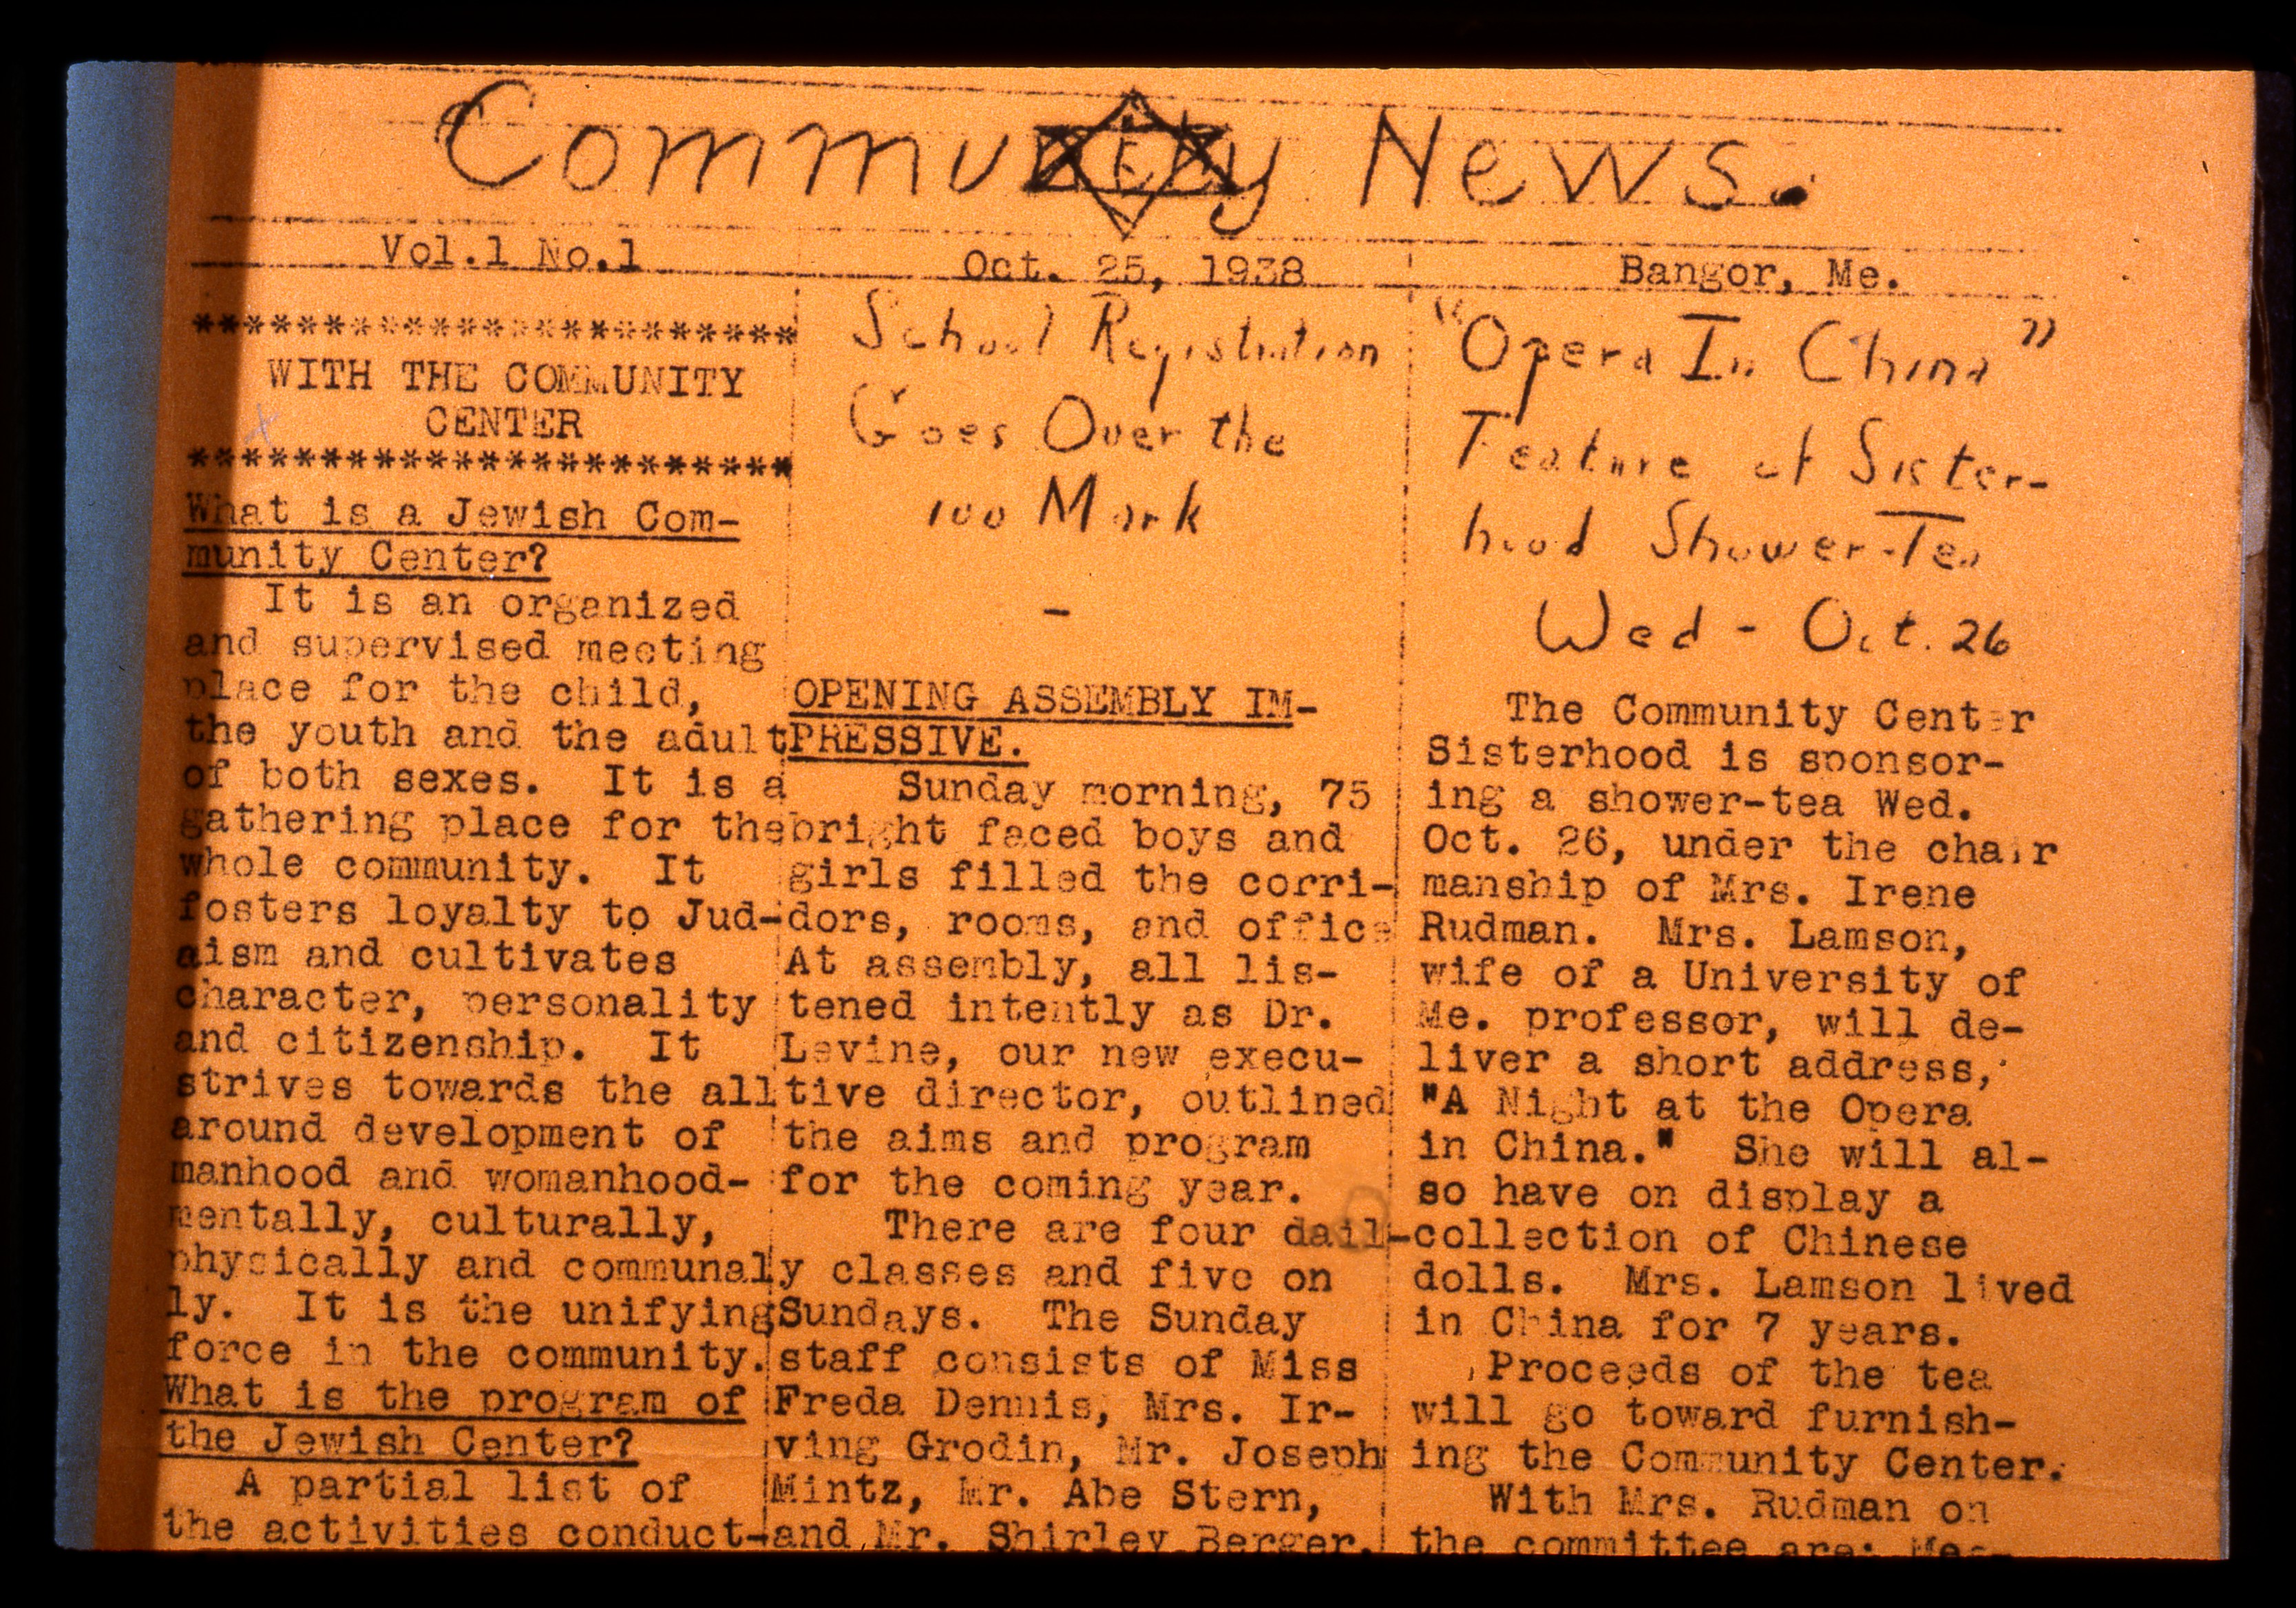 Community News.
Vol.1 No.1
Oct. 25, 1938
Bangor, Me.
************************
WITH THE COMMUNITY
CENTER
************************
What is a Jewish Com-
munity Center?
It is an organized
and supervised meeting
place for the child,
the youth and the adult
of both sexes. It is a
gathering place for the
whole community. It
fosters loyalty to Jud-
aism and cultivates
character, personality
and citizenship. It
strives towards the all
around development of
manhood and womanhood-
mentally, culturally,
physically and communal
ly. It is the unifying
force in the community.
What is the program of
the Jewish Center?
A partial list of
the activities conduct-
School Registration
Goes Over the
100 Mark
-
OPENING ASSEMBLY IM-
PRESSIVE.
Sunday morning, 75
bright faced boys and
girls filled the corri-
dors, rooms, and office
At assembly, all lis-
tened intently as Dr.
Levine, our new execu-
tive director, outlined
the aims and program
for the coming year.
There are four dail-
y classes and five on
Sundays. The Sunday
staff consists of Miss
Freda Dennis, Mrs. Ir-
ving Grodin, Mr. Joseph
Mintz, Mr. Abe Stern,
and Mr. Shirley Berger.
"Opera In China"
Feature at Sister-
hood Shower-Tea
Wed - Oct. 26
The Community Center
Sisterhood is sponsor-
ing a shower-tea Wed.
Oct. 26, under the chair
manship of Mrs. Irene
Rudman. Mrs. Lamson,
wife of a University of
Me. professor, will de-
liver a short address,
"A Night at the Opera
in China." She will al-
so have on display a
collection of Chinese
dolls. Mrs. Lamson lived
in China for 7 years.
Proceeds of the tea
will go toward furnish-
ing the Community Center.
With Mrs. Rudman on
the committee are: Mes-